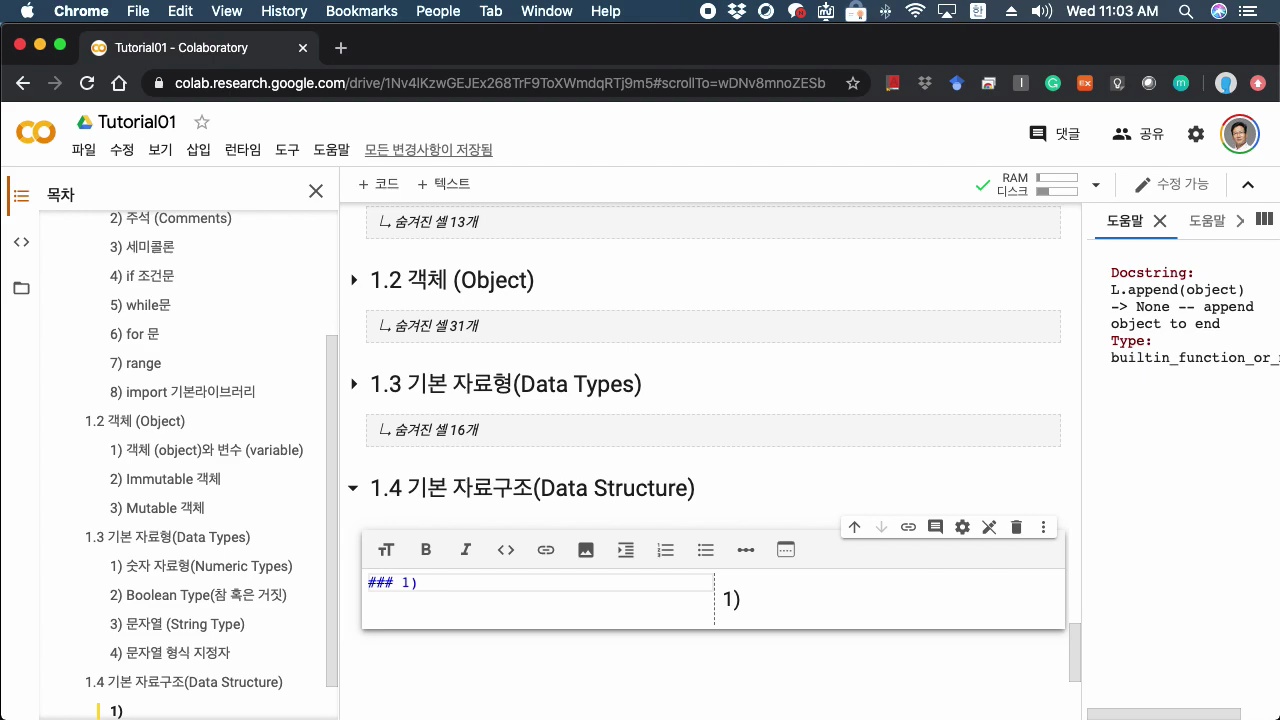 Chrome File Edit View History Bookmarks People Tab Window Help 한 Wed 11:03 AM
Tutorial01 - Colaboratory
colab.research.google.com/drive/1Nv4lKzwGEJEx268TrF9ToXWmdqRTj9m5#scrollTo=wDNv8mnoZESb
Tutorial01
댓글 공유
파일 수정 보기 삽입 런타임 도구 도움말 모든 변경사항이 저장됨
목차
+ 코드 + 텍스트
RAM
디스크
수정 가능
2) 주석 (Comments)
3) 세미콜론
4) if 조건문
5) while문
6) for 문
7) range
8) import 기본라이브러리
1.2 객체 (Object)
1) 객체 (object)와 변수 (variable)
2) Immutable 객체
3) Mutable 객체
1.3 기본 자료형(Data Types)
1) 숫자 자료형(Numeric Types)
2) Boolean Type(참 혹은 거짓)
3) 문자열 (String Type)
4) 문자열 형식 지정자
1.4 기본 자료구조(Data Structure)
1)
숨겨진 셀 13개
1.2 객체 (Object)
숨겨진 셀 31개
1.3 기본 자료형(Data Types)
숨겨진 셀 16개
1.4 기본 자료구조(Data Structure)
### 1)
1)
도움말 도움말
Docstring:
L.append(object)
-> None -- append
object to end
Type:
builtin_function_or_